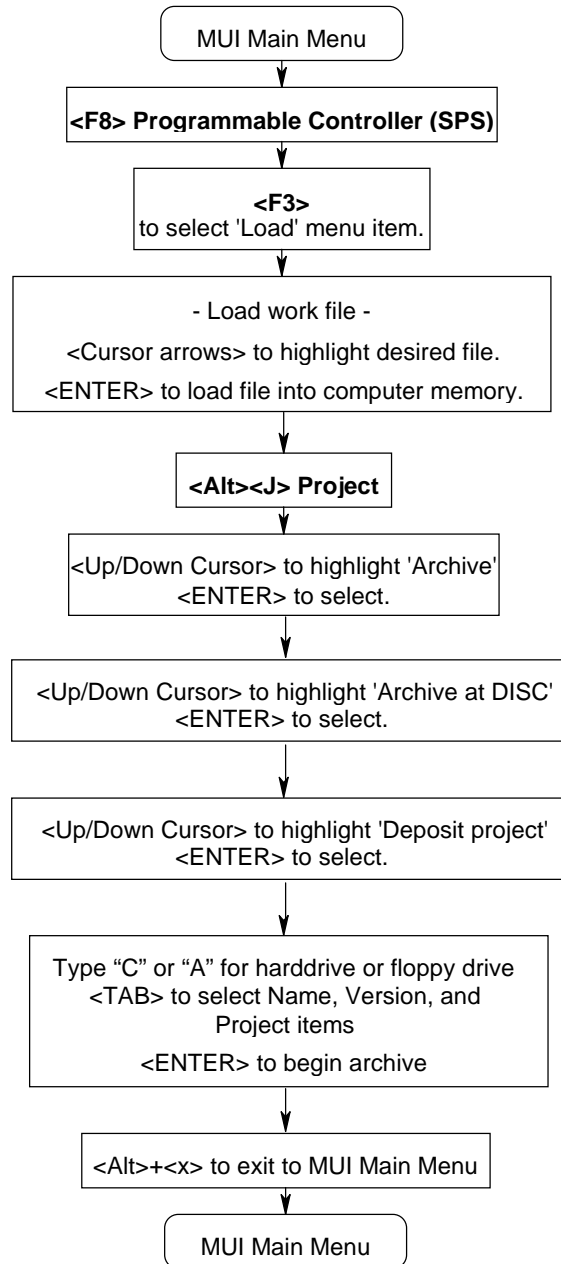 MUI Main Menu
<F8> Programmable Controller (SPS)
<F3>
to select 'Load' menu item.
- Load work file -
<Cursor arrows> to highlight desired file.
<ENTER> to load file into computer memory.
<Alt><J> Project
<Up/Down Cursor> to highlight 'Archive'
<ENTER> to select.
<Up/Down Cursor> to highlight 'Archive at DISC'
<ENTER> to select.
<Up/Down Cursor> to highlight 'Deposit project'
<ENTER> to select.
Type “C” or “A” for harddrive or floppy drive
<TAB> to select Name, Version, and
Project items
<ENTER> to begin archive
<Alt>+<x> to exit to MUI Main Menu
MUI Main Menu